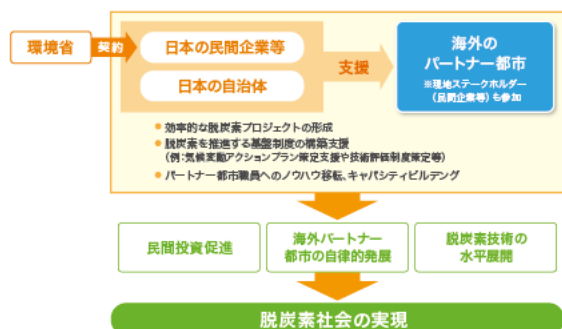 環境省
契約
日本の民間企業等
日本の自治体
支援
海外の
パートナー都市
※現地ステークホルダー
(民間企業等)も参加
● 効率的な脱炭素プロジェクトの形成
● 脱炭素を推進する基盤制度の構築支援
(例:気候変動アクションプラン策定支援や技術評価制度策定等)
● パートナー都市職員へのノウハウ移転、キャパシティビルデング
民間投資促進
海外パートナー
都市の自律的発展
脱炭素技術の
水平展開
脱炭素社会の実現